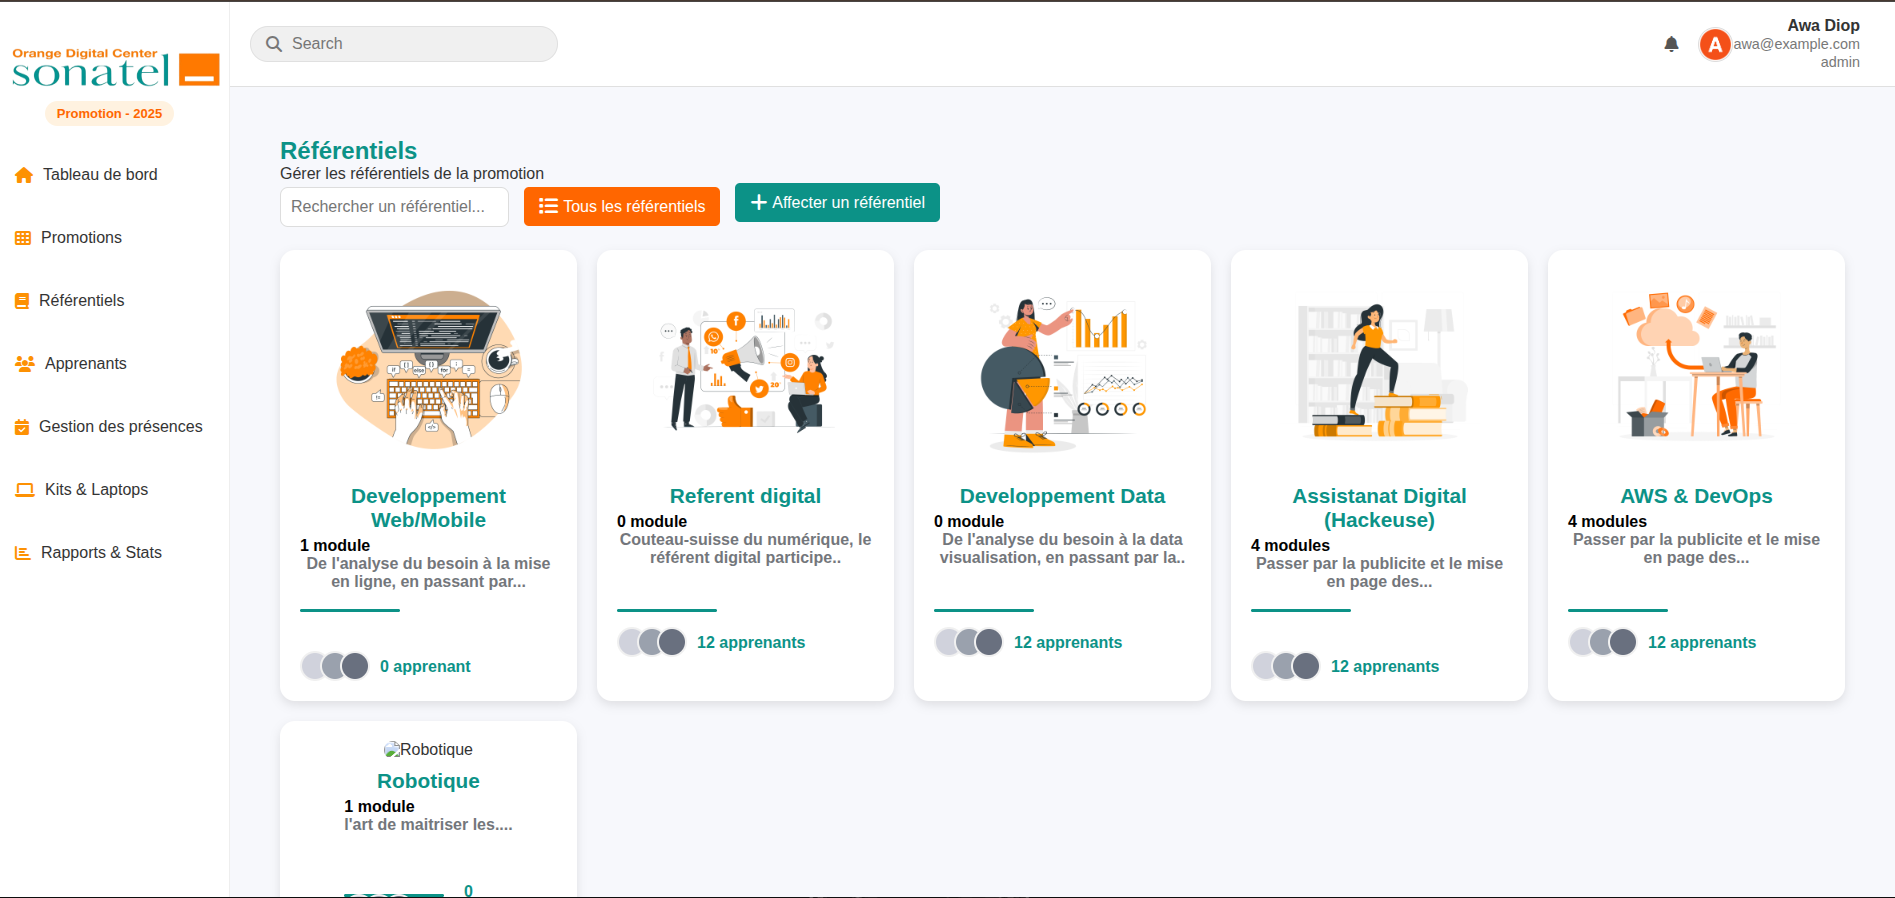 Orange Digital Center
sonatel
Promotion - 2025
Tableau de bord
Promotions
Référentiels
Apprenants
Gestion des présences
Kits & Laptops
Rapports & Stats
Search
Awa Diop
A
awa@example.com
admin
Référentiels
Gérer les référentiels de la promotion
Rechercher un référentiel...
Tous les référentiels
Affecter un référentiel
Developpement
Web/Mobile
1 module
De l'analyse du besoin à la mise
en ligne, en passant par...
0 apprenant
Referent digital
0 module
Couteau-suisse du numérique, le
référent digital participe..
12 apprenants
Developpement Data
0 module
De l'analyse du besoin à la data
visualisation, en passant par la..
12 apprenants
Assistanat Digital
(Hackeuse)
4 modules
Passer par la publicite et le mise
en page des...
12 apprenants
AWS & DevOps
4 modules
Passer par la publicite et le mise
en page des...
12 apprenants
Robotique
Robotique
1 module
l'art de maitriser les....
0